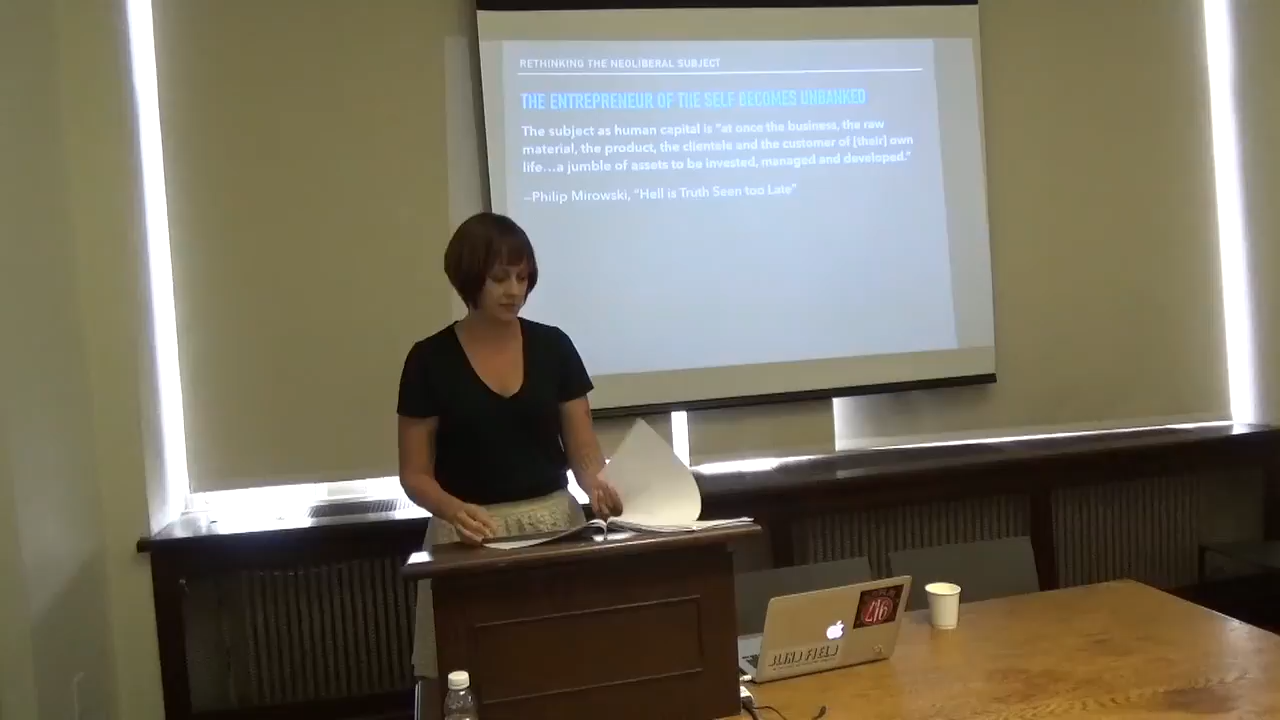 RETHINKING THE NEOLIBERAL SUBJECT
THE ENTREPRENEUR OF THE SELF BECOMES UNBANKED
The subject as human capital is “at once the business, the raw
material, the product, the clientele and the customer of [their] own
life…a jumble of assets to be invested, managed and developed.”
–Philip Mirowski, “Hell is Truth Seen too Late”
BLIND FIELD